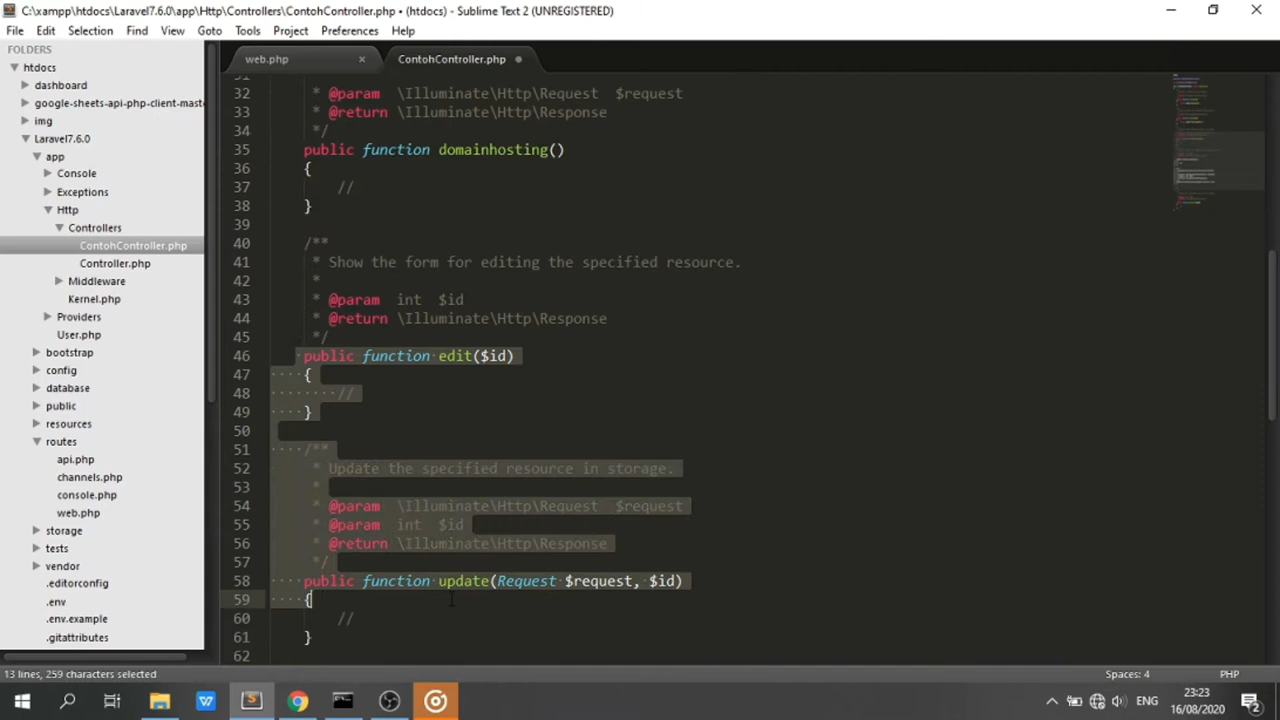 C:\xampp\htdocs\Laravel7.6.0\app\Http\Controllers\ContohController.php • (htdocs) - Sublime Text 2 (UNREGISTERED)
File Edit Selection Find View Goto Tools Project Preferences Help
FOLDERS
htdocs
dashboard
google-sheets-api-php-client-mast
img
Laravel7.6.0
app
Console
Exceptions
Http
Controllers
ContohController.php
Controller.php
Middleware
Kernel.php
Providers
User.php
bootstrap
config
database
public
resources
routes
api.php
channels.php
console.php
web.php
storage
tests
vendor
.editorconfig
.env
.env.example
.gitattributes
web.php
ContohController.php
31
32 * @param \Illuminate\Http\Request $request
33 * @return \Illuminate\Http\Response
34 */
35 public function domainhosting()
36 {
37 //
38 }
39
40 /**
41 * Show the form for editing the specified resource.
42 *
43 * @param int $id
44 * @return \Illuminate\Http\Response
45 */
46 public function edit($id)
47 {
48 //
49 }
50
51 /**
52 * Update the specified resource in storage.
53 *
54 * @param \Illuminate\Http\Request $request
55 * @param int $id
56 * @return \Illuminate\Http\Response
57 */
58 public function update(Request $request, $id)
59 {
60 //
61 }
62
13 lines, 259 characters selected
Spaces: 4
PHP
ENG
23:23
16/08/2020
2